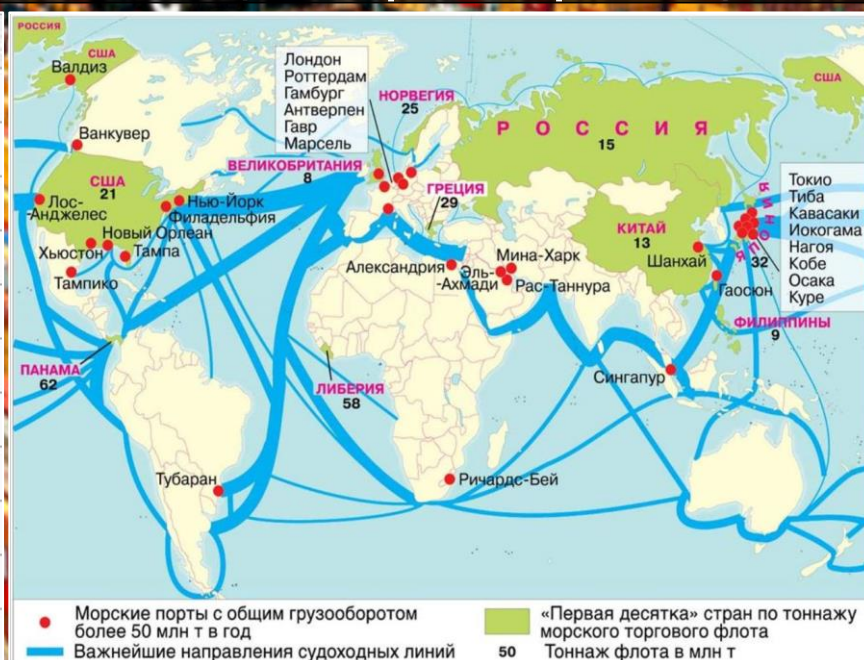 РОССИЯ
США
Валдиз
Ванкувер
США
21
Лос-
-Анджелес
Нью-Йорк
Филадельфия
Новый Орлеан
Хьюстон
Тампа
Тампико
ПАНАМА
62
Тубаран
Лондон
Роттердам
Гамбург
Антверпен
Гавр
Марсель
НОРВЕГИЯ
25
ВЕЛИКОБРИТАНИЯ
8
ГРЕЦИЯ
29
РОССИЯ
15
США
КИТАЙ
13
Шанхай
Гаосюн
ЯПОНИЯ
32
Токио
Тиба
Кавасаки
Иокогама
Нагоя
Кобе
Осака
Куре
ФИЛИППИНЫ
9
Александрия
Эль-
-Ахмади
Мина-Харк
Рас-Таннура
ЛИБЕРИЯ
58
Сингапур
Ричардс-Бей
Морские порты с общим грузооборотом
более 50 млн т в год
Важнейшие направления судоходных линий
«Первая десятка» стран по тоннажу
морского торгового флота
50 Тоннаж флота в млн т